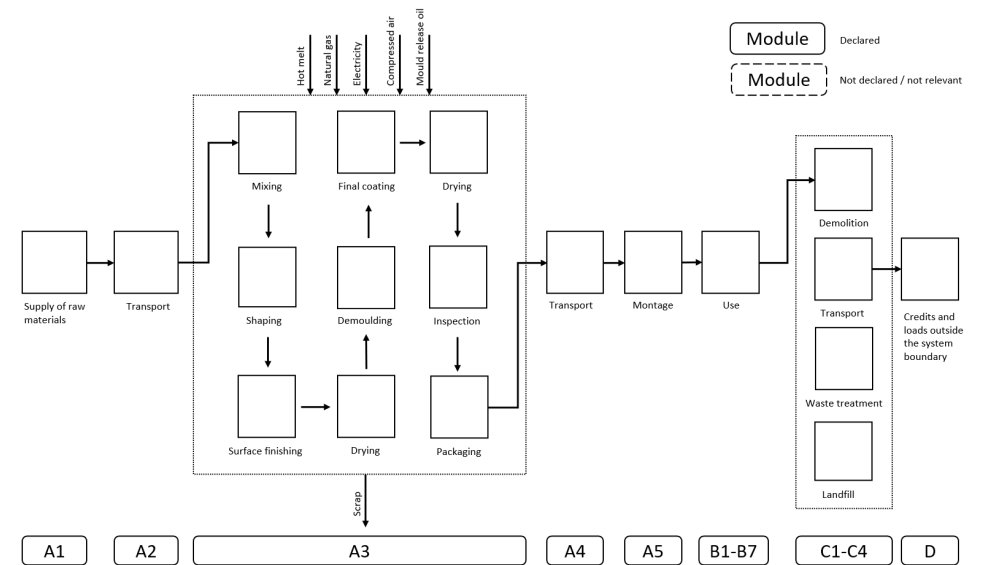 Hot melt
Natural gas
Electricity
Compressed air
Mould release oil
Module
Declared
Module
Not declared / not relevant
Mixing
Final coating
Drying
Demolition
Supply of raw
materials
Transport
Shaping
Demoulding
Inspection
Transport
Montage
Use
Transport
Credits and
loads outside
the system
boundary
Waste treatment
Surface finishing
Drying
Packaging
Landfill
Scrap
A1
A2
A3
A4
A5
B1-B7
C1-C4
D